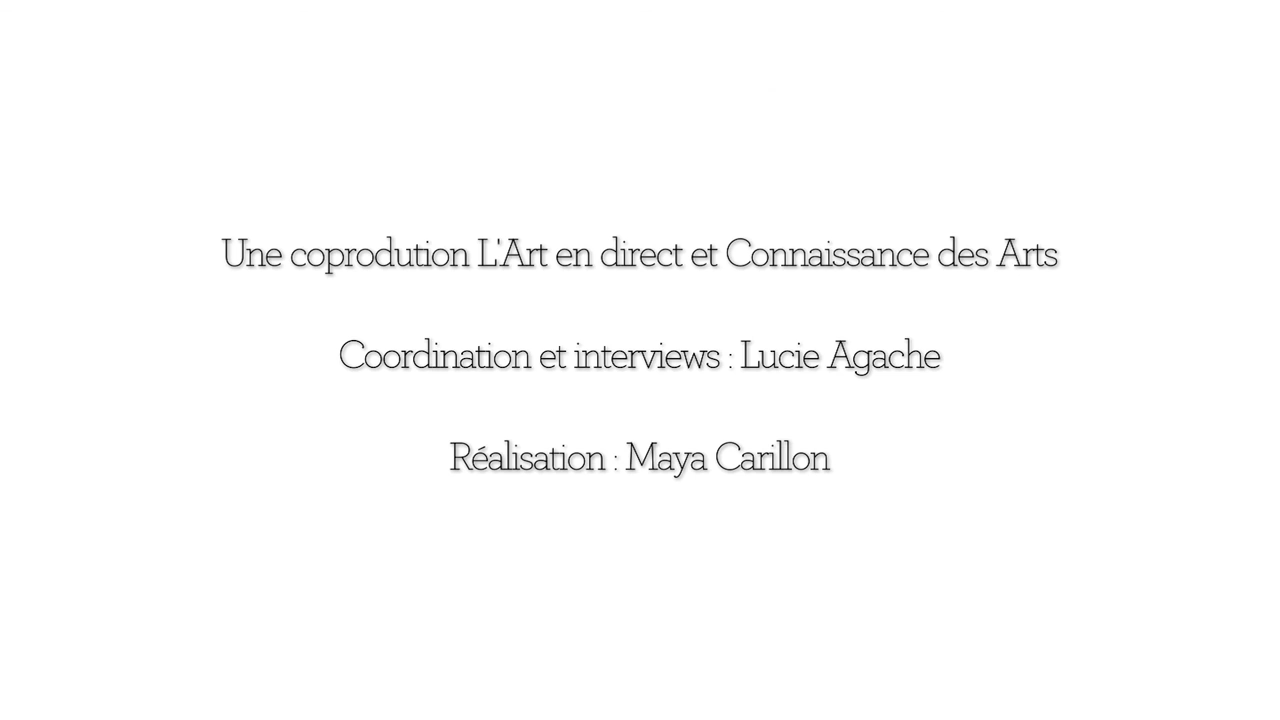 Une coprodution L'Art en direct et Connaissance des Arts
Coordination et interviews : Lucie Agache
Réalisation : Maya Carillon